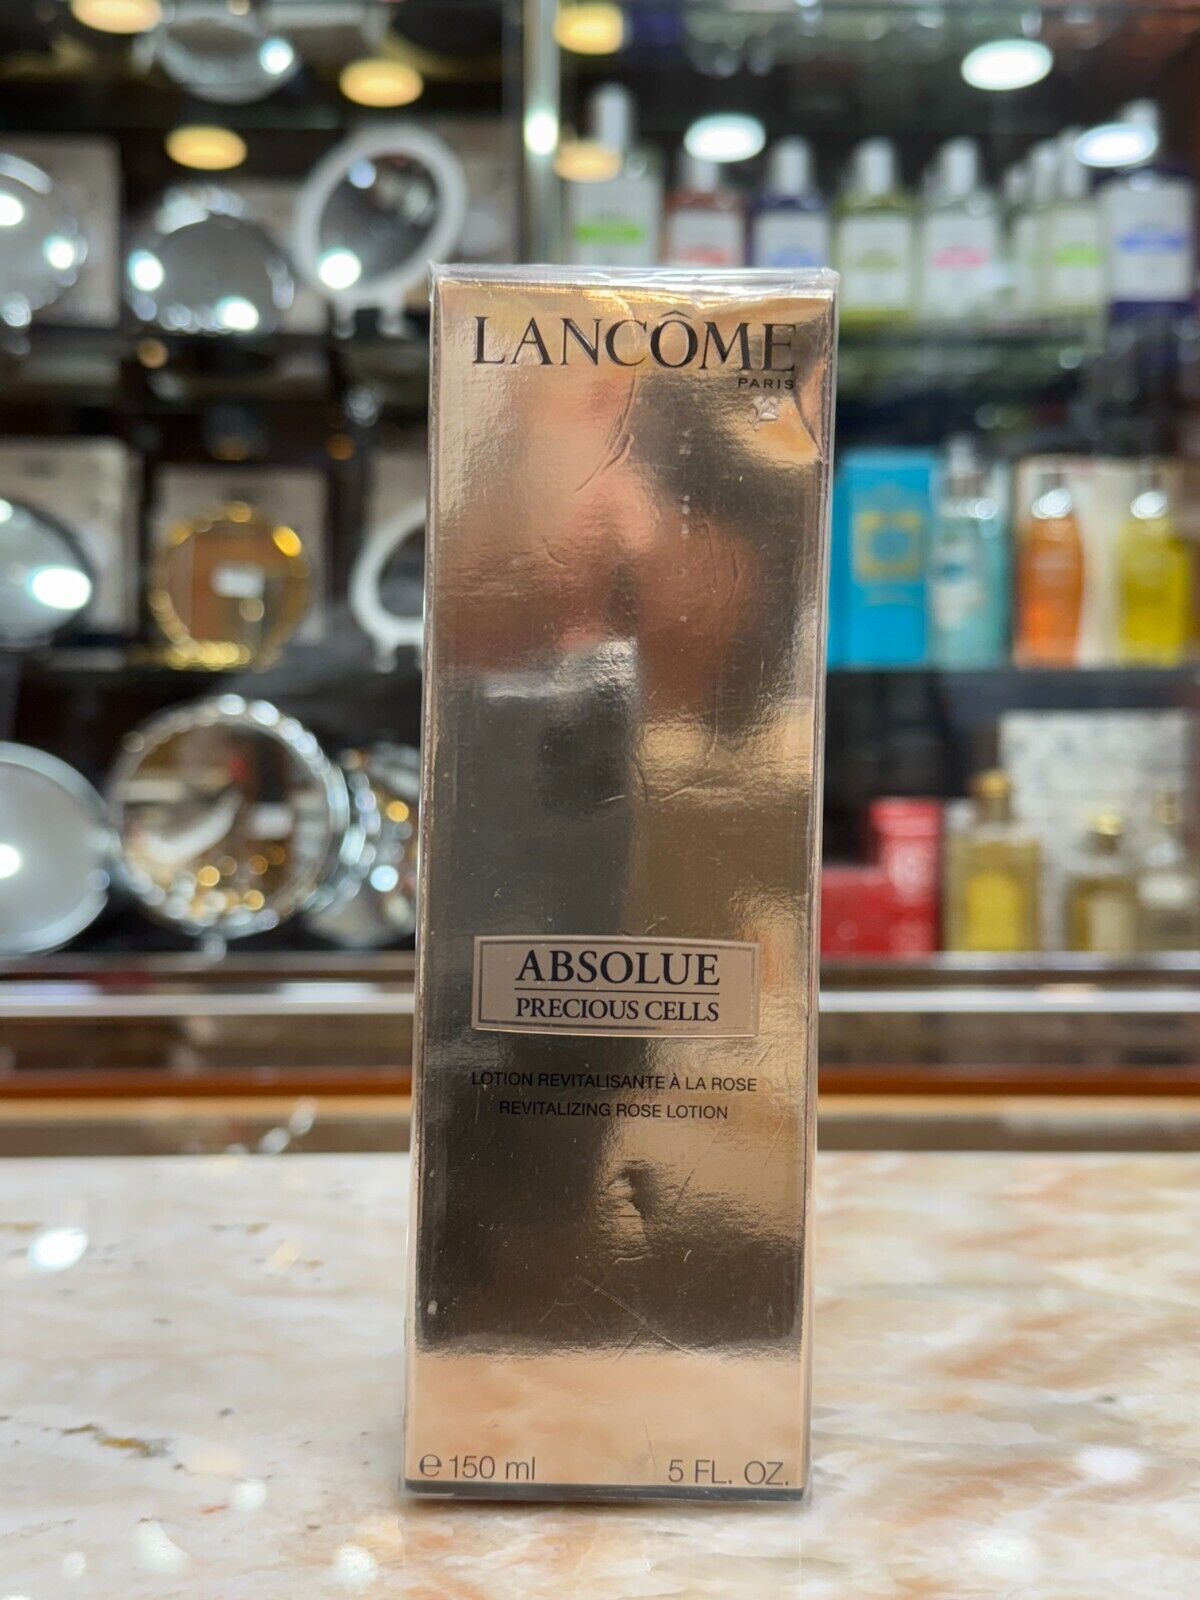 LANCÔME
PARIS
ABSOLUE
PRECIOUS CELLS
LOTION REVITALISANTE À LA ROSE
REVITALIZING ROSE LOTION
℮ 150 ml 5 FL. OZ.